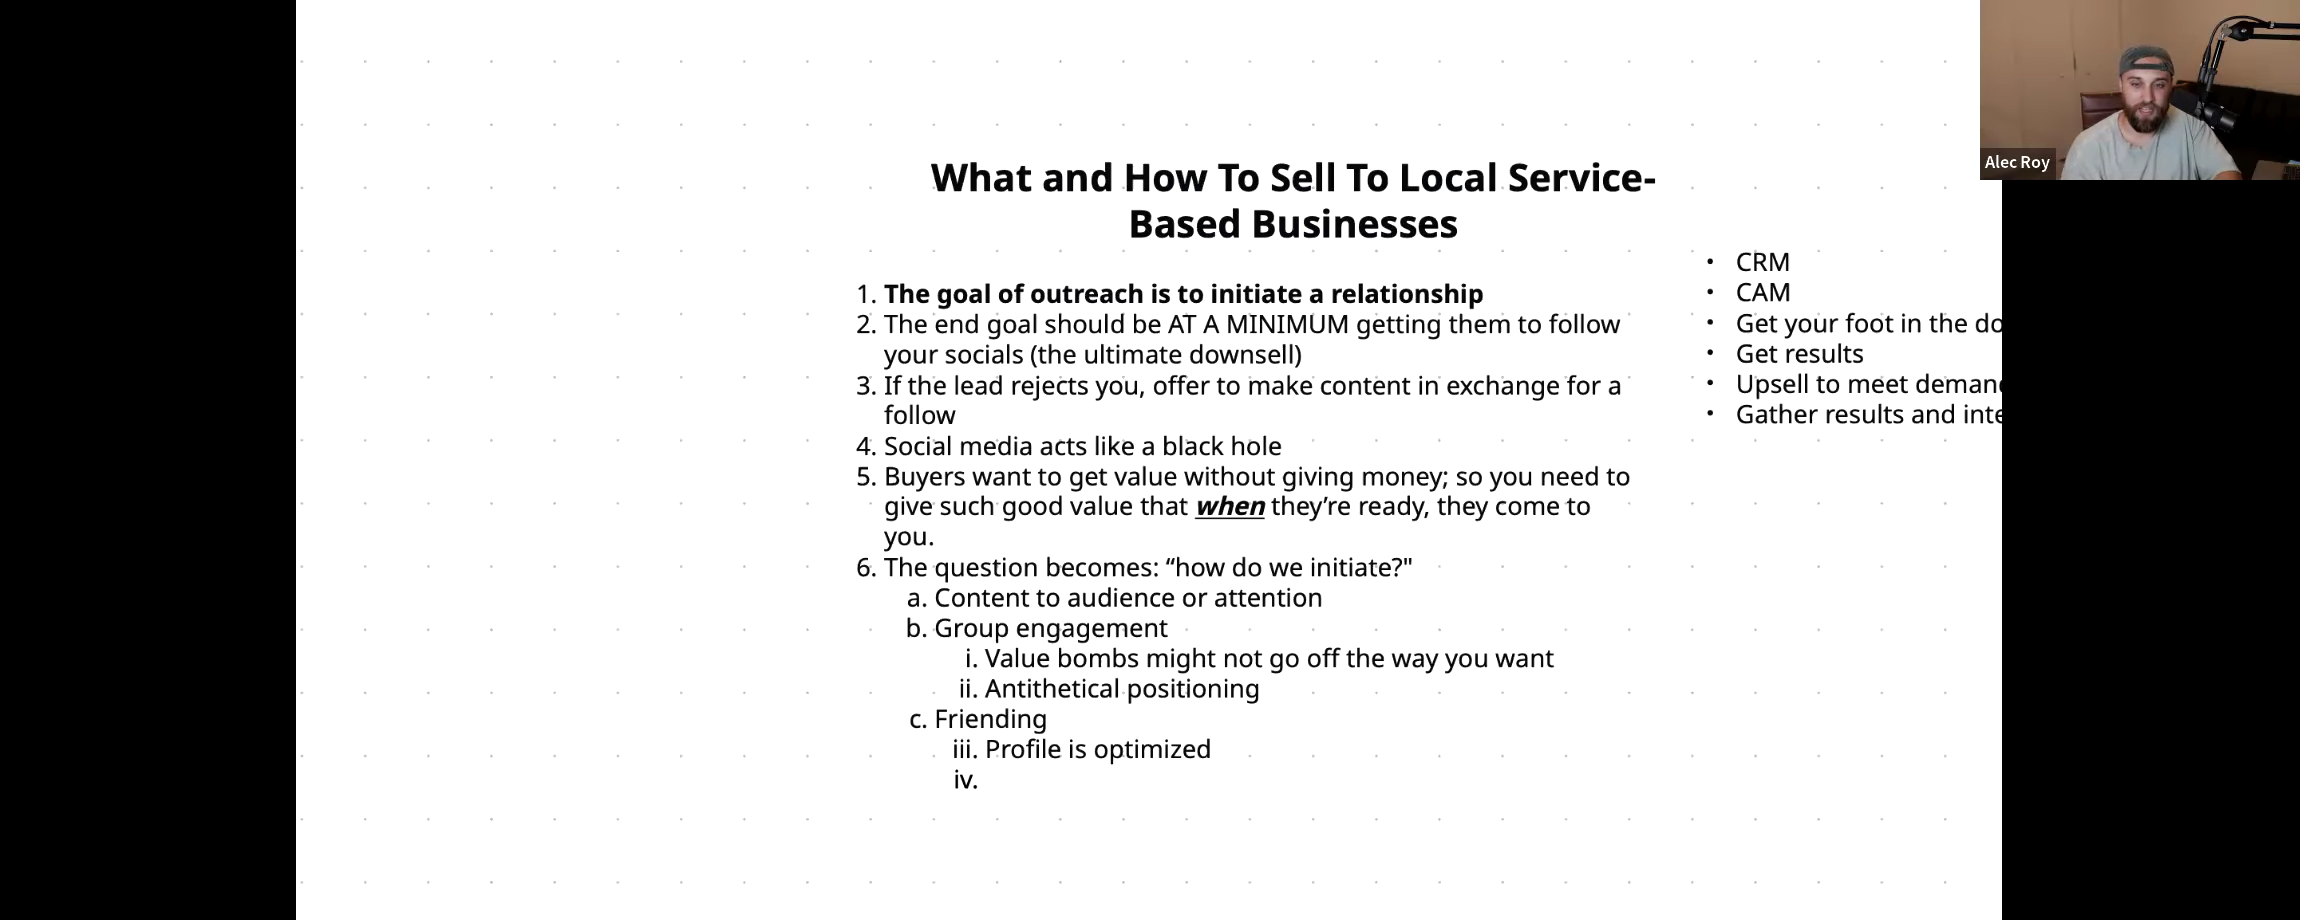 What and How To Sell To Local Service-
Based Businesses
1. The goal of outreach is to initiate a relationship
2. The end goal should be AT A MINIMUM getting them to follow
your socials (the ultimate downsell)
3. If the lead rejects you, offer to make content in exchange for a
follow
4. Social media acts like a black hole
5. Buyers want to get value without giving money; so you need to
give such good value that when they’re ready, they come to
you.
6. The question becomes: “how do we initiate?"
a. Content to audience or attention
b. Group engagement
i. Value bombs might not go off the way you want
ii. Antithetical positioning
c. Friending
iii. Profile is optimized
iv.
• CRM
• CAM
• Get your foot in the
• Get results
• Upsell to meet
• Gather results and
Alec Roy